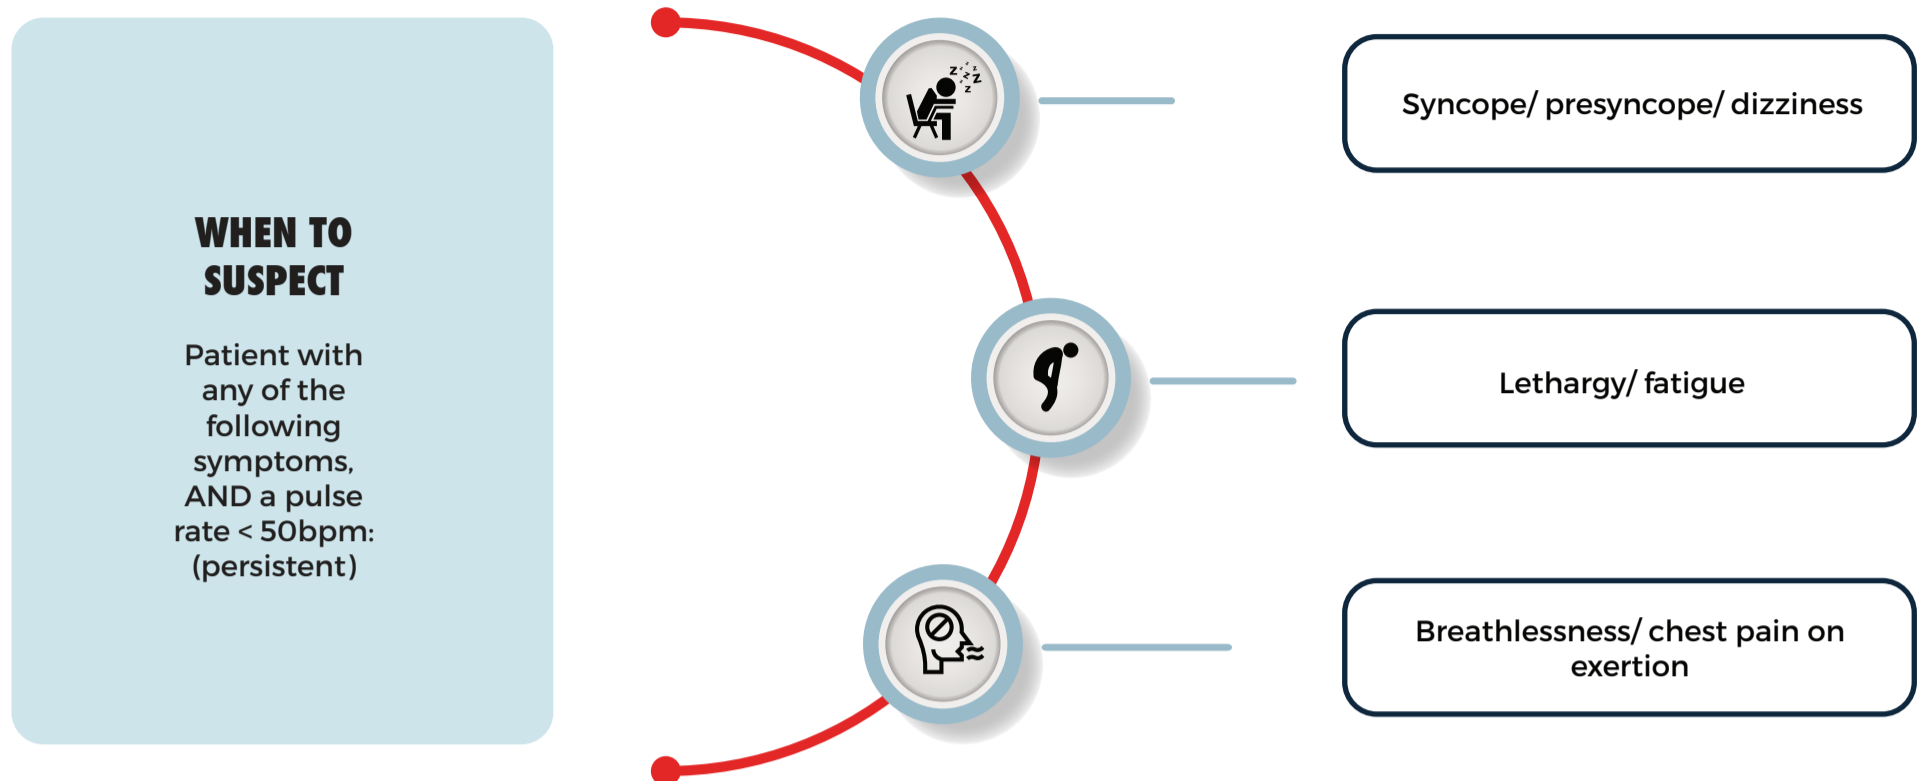 WHEN TO
SUSPECT
Patient with
any of the
following
symptoms,
AND a pulse
rate < 50bpm:
(persistent)
z z z z z z z
Syncope/ presyncope/ dizziness
Lethargy/ fatigue
Breathlessness/ chest pain on
exertion